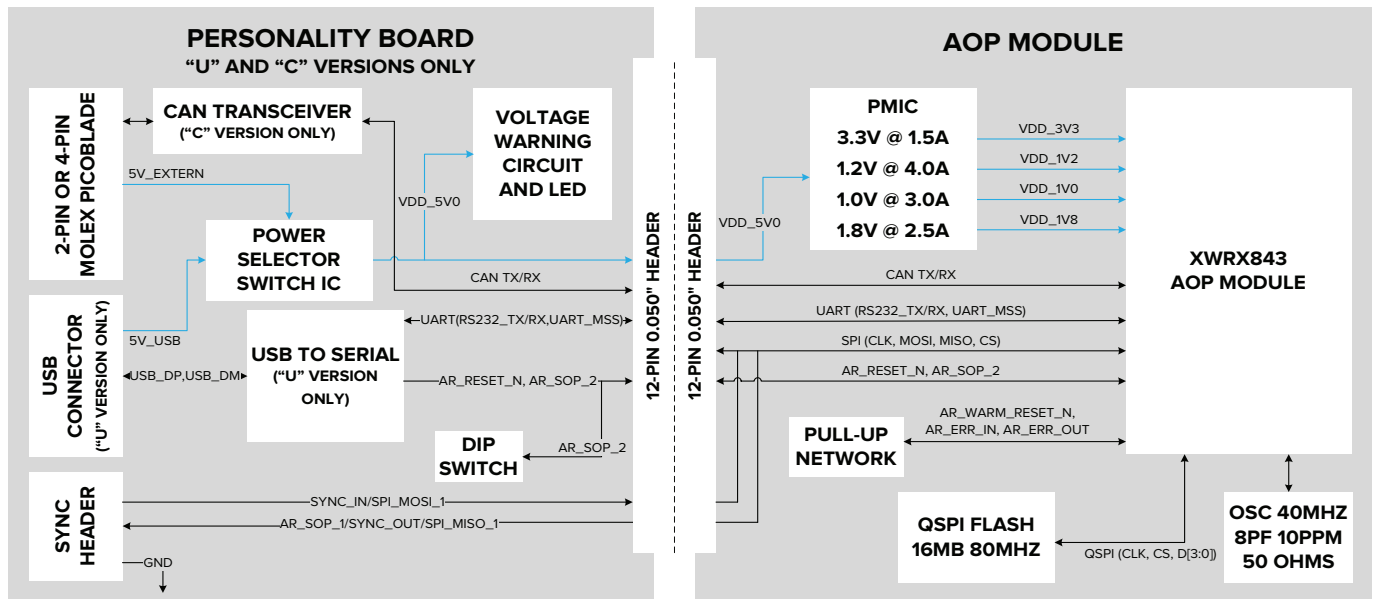 PERSONALITY BOARD
“U” AND “C” VERSIONS ONLY
2-PIN OR 4-PIN
MOLEX PICOBLADE
CAN TRANSCEIVER
(“C” VERSION ONLY)
VOLTAGE
WARNING
CIRCUIT
AND LED
5V_EXTERN
VDD_5V0
POWER
SELECTOR
SWITCH IC
CAN TX/RX
USB
CONNECTOR
(“U” VERSION ONLY)
5V_USB
USB_DP,USB_DM
USB TO SERIAL
(“U” VERSION
ONLY)
UART(RS232_TX/RX,UART_MSS)
AR_RESET_N, AR_SOP_2
DIP
SWITCH
AR_SOP_2
SYNC
HEADER
SYNC_IN/SPI_MOSI_1
AR_SOP_1/SYNC_OUT/SPI_MISO_1
GND
12-PIN 0.050" HEADER
12-PIN 0.050" HEADER
AOP MODULE
VDD_5V0
PMIC
3.3V @ 1.5A
1.2V @ 4.0A
1.0V @ 3.0A
1.8V @ 2.5A
VDD_3V3
VDD_1V2
VDD_1V0
VDD_1V8
XWRX843
AOP MODULE
CAN TX/RX
UART (RS232_TX/RX, UART_MSS)
SPI (CLK, MOSI, MISO, CS)
AR_RESET_N, AR_SOP_2
PULL-UP
NETWORK
AR_WARM_RESET_N,
AR_ERR_IN, AR_ERR_OUT
QSPI FLASH
16MB 80MHZ
QSPI (CLK, CS, D[3:0])
OSC 40MHZ
8PF 10PPM
50 OHMS